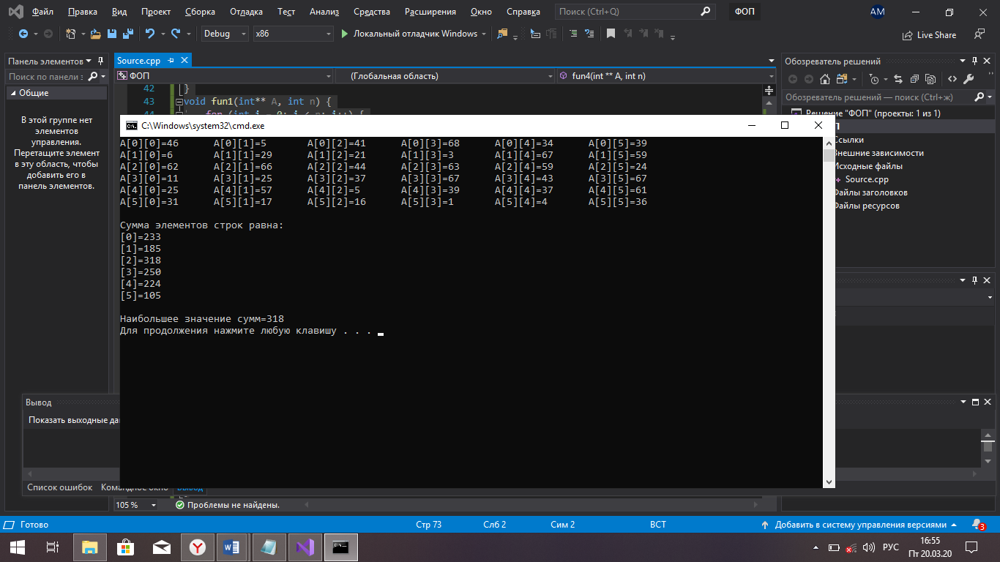 Файл Правка Вид Проект Сборка Отладка Тест Анализ Средства Расширения Окно Справка Поиск (Ctrl+Q) ФОП AM
Debug x86 Локальный отладчик Windows Live Share
Панель элементов
Поиск по панели
Общие
В этой группе нет
элементов
управления.
Перетащите элемент
в эту область, чтобы
добавить его в
панель элементов.
Source.cpp
ФОП (Глобальная область) fun4(int ** A, int n)
42 }
43 void fun1(int** A, int n) {
Обозреватель решений
Обозреватель решений — поиск (Ctrl+ж)
Решение "ФОП" (проекты: 1 из 1)
П
Ссылки
Внешние зависимости
Исходные файлы
Source.cpp
Файлы заголовков
Файлы ресурсов
C:\Windows\system32\cmd.exe
A[0][0]=46 A[0][1]=5 A[0][2]=41 A[0][3]=68 A[0][4]=34 A[0][5]=39
A[1][0]=6 A[1][1]=29 A[1][2]=21 A[1][3]=3 A[1][4]=67 A[1][5]=59
A[2][0]=62 A[2][1]=66 A[2][2]=44 A[2][3]=63 A[2][4]=59 A[2][5]=24
A[3][0]=11 A[3][1]=25 A[3][2]=37 A[3][3]=67 A[3][4]=43 A[3][5]=67
A[4][0]=25 A[4][1]=57 A[4][2]=5 A[4][3]=39 A[4][4]=37 A[4][5]=61
A[5][0]=31 A[5][1]=17 A[5][2]=16 A[5][3]=1 A[5][4]=4 A[5][5]=36
Сумма элементов строк равна:
[0]=233
[1]=185
[2]=318
[3]=250
[4]=224
[5]=105
Наибольшее значение сумм=318
Для продолжения нажмите любую клавишу . . .
Вывод
Показать выходные
Список ошибок Командное окно Вывод
105 % Проблемы не найдены.
Готово Стр 73 Слб 2 Сим 2 ВСТ Добавить в систему управления версиями 3
РУС 16:55
Пт 20.03.20